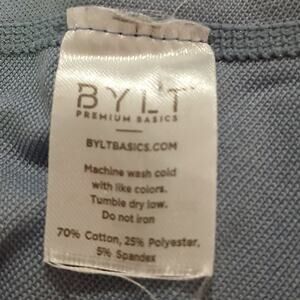 BYLT
PREMIUM BASICS
BYLTBASICS.COM
Machine wash cold
with like colors.
Tumble dry low.
Do not iron
70% Cotton, 25% Polyester,
5% Spandex